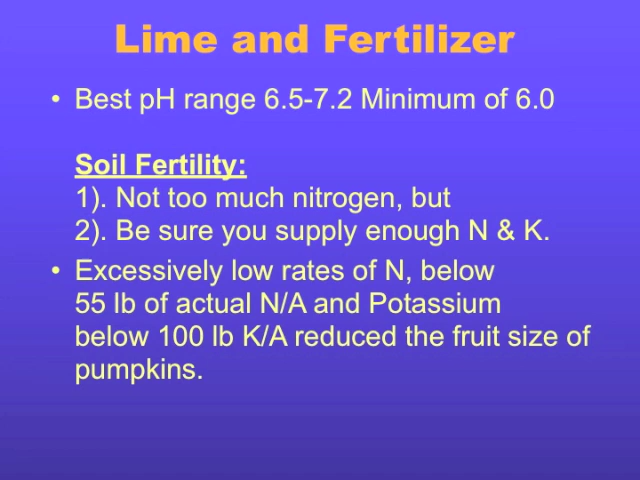 Lime and Fertilizer
• Best pH range 6.5-7.2 Minimum of 6.0
Soil Fertility:
1). Not too much nitrogen, but
2). Be sure you supply enough N & K.
• Excessively low rates of N, below
55 lb of actual N/A and Potassium
below 100 lb K/A reduced the fruit size of
pumpkins.